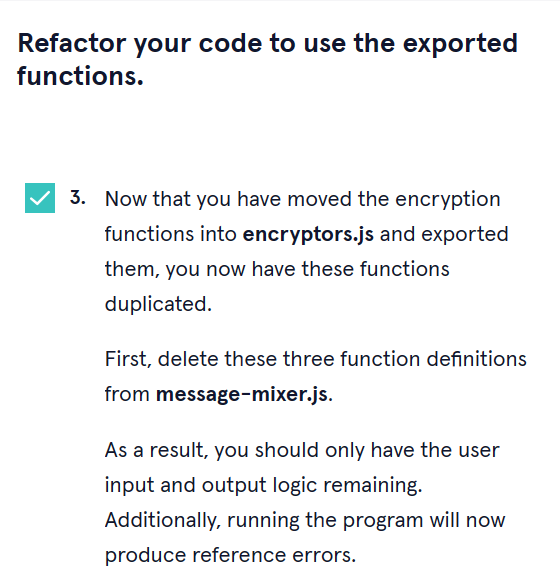 Refactor your code to use the exported
functions.
3. Now that you have moved the encryption
functions into encryptors.js and exported
them, you now have these functions
duplicated.
First, delete these three function definitions
from message-mixer.js.
As a result, you should only have the user
input and output logic remaining.
Additionally, running the program will now
produce reference errors.